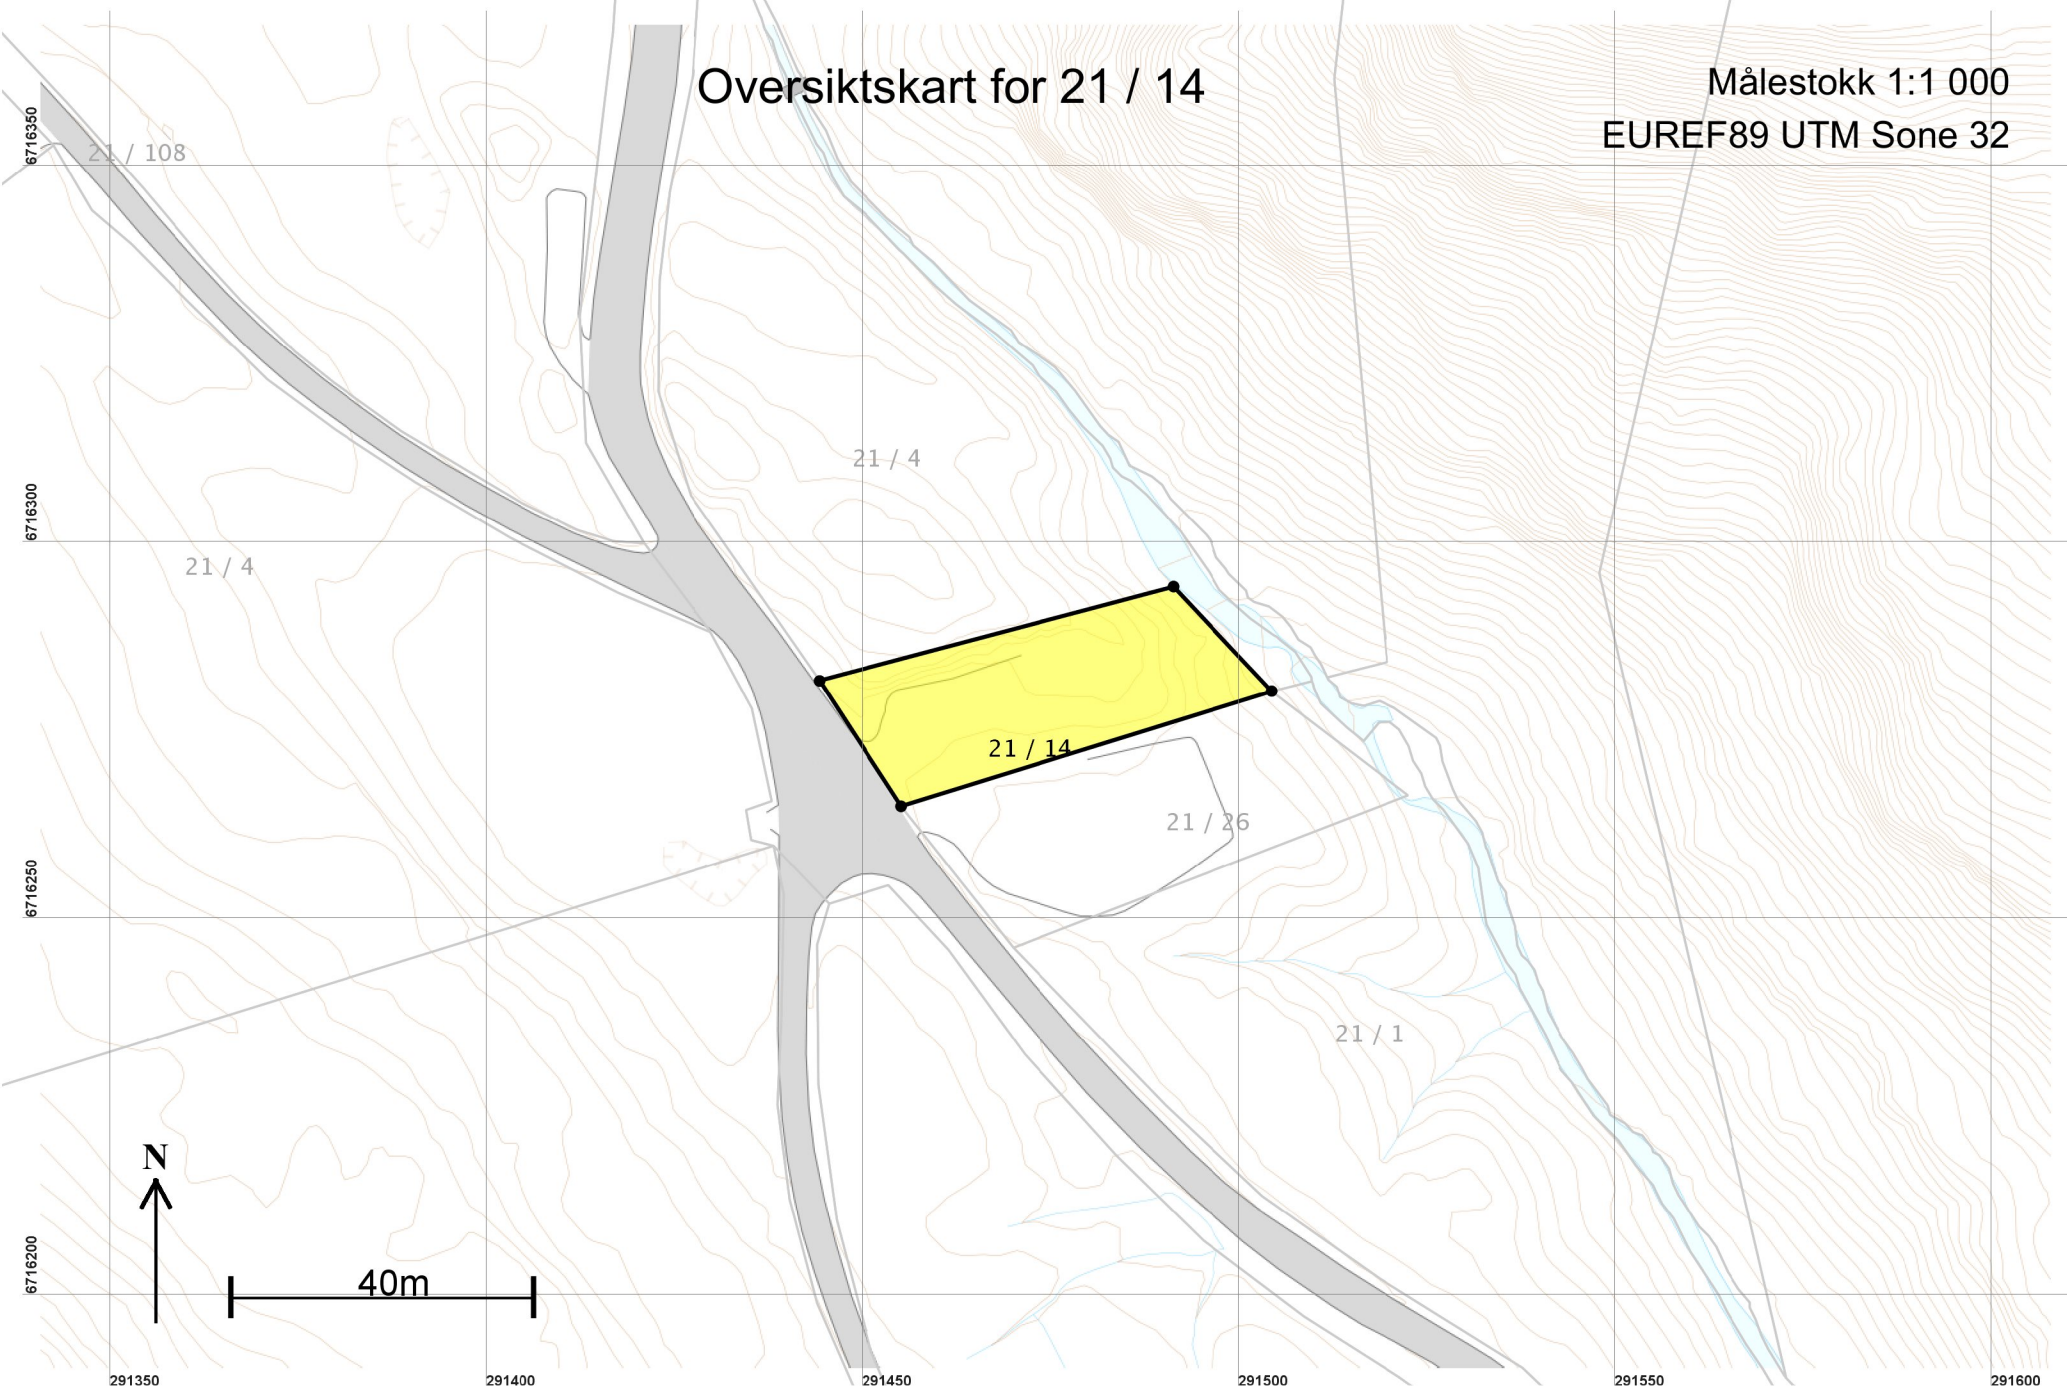 Oversiktskart for 21 / 14
Målestokk 1:1 000
EUREF89 UTM Sone 32
6716350
21 / 108
21 / 4
6716300
21 / 4
21 / 14
21 / 26
6716250
21 / 1
N
6716200
40m
291350
291400
291450
291500
291550
291600